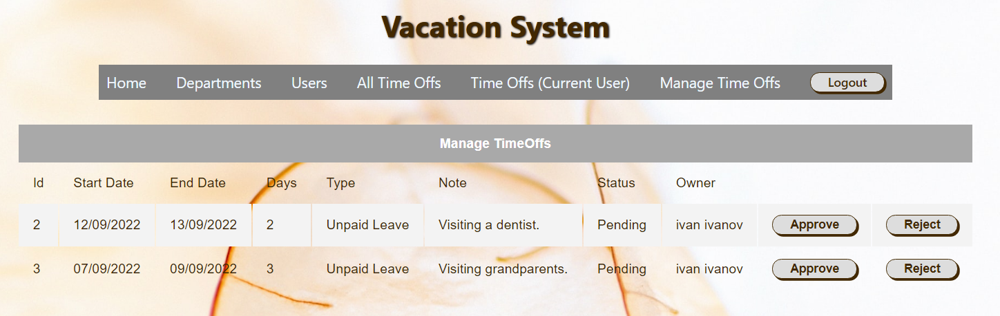 Vacation System
Home Departments Users All Time Offs Time Offs (Current User) Manage Time Offs Logout
Manage TimeOffs
Id Start Date End Date Days Type Note Status Owner
2 12/09/2022 13/09/2022 2 Unpaid Leave Visiting a dentist. Pending ivan ivanov Approve Reject
3 07/09/2022 09/09/2022 3 Unpaid Leave Visiting grandparents. Pending ivan ivanov Approve Reject